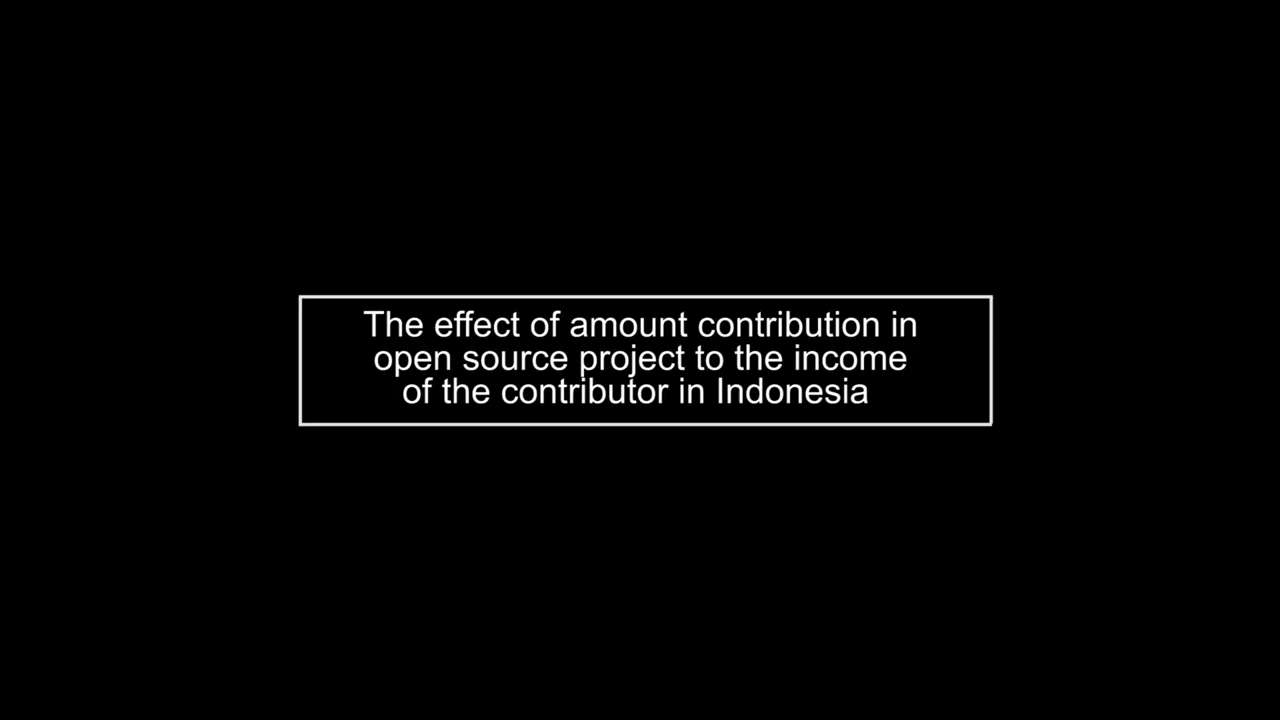 The effect of amount contribution in
open source project to the income
of the contributor in Indonesia